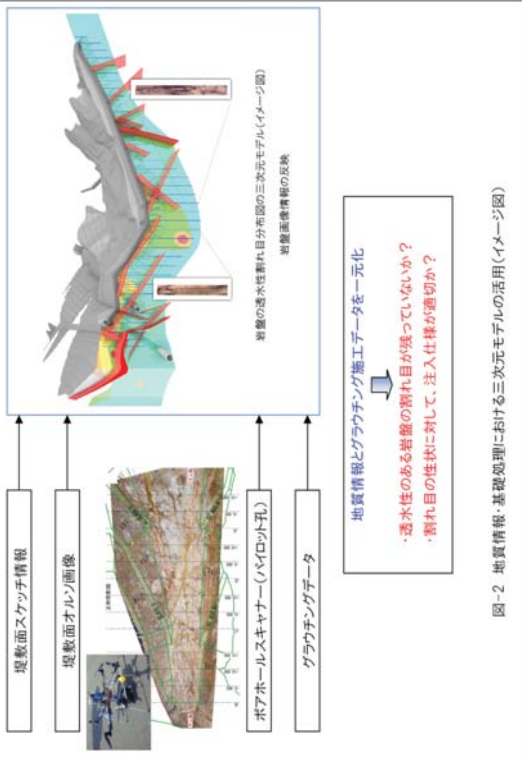 堤敷面スケッチ情報
堤敷面オルソ画像
ボアホールスキャナー(パイロット孔)
グラウチングデータ
岩盤の透水性割れ目分布図の三次元モデル(イメージ図)
岩盤画像情報の反映
地質情報とグラウチング施工データを一元化
・透水性のある岩盤の割れ目が残っていないか?
・割れ目の性状に対して、注入仕様が適切か?
図-2 地質情報・基礎処理における三次元モデルの活用(イメージ図)